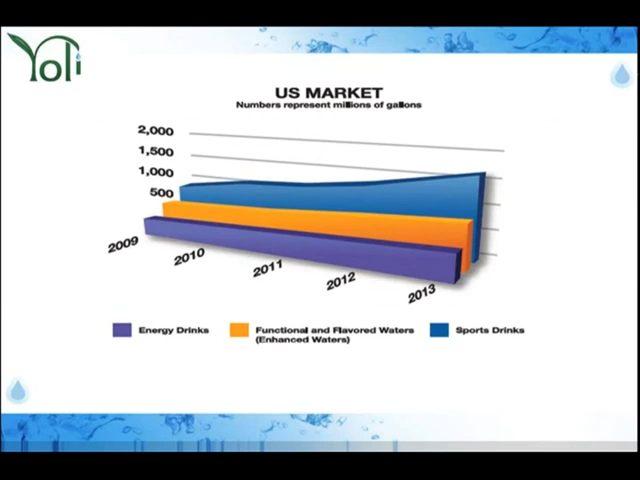 Yoli
US MARKET
Numbers represent millions of gallons
2,000
1,500
1,000
500
2009
2010
2011
2012
2013
Energy Drinks
Functional and Flavored Waters
(Enhanced Waters)
Sports Drinks